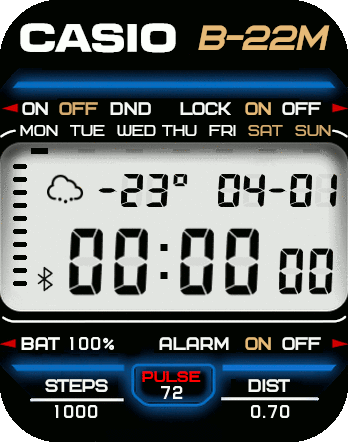 CASIO B-22M
ON OFF DND LOCK ON OFF
MON TUE WED THU FRI SAT SUN
-23° 04-01
00:00 00
BAT 100% ALARM ON OFF
STEPS PULSE DIST
1000 72 0.70